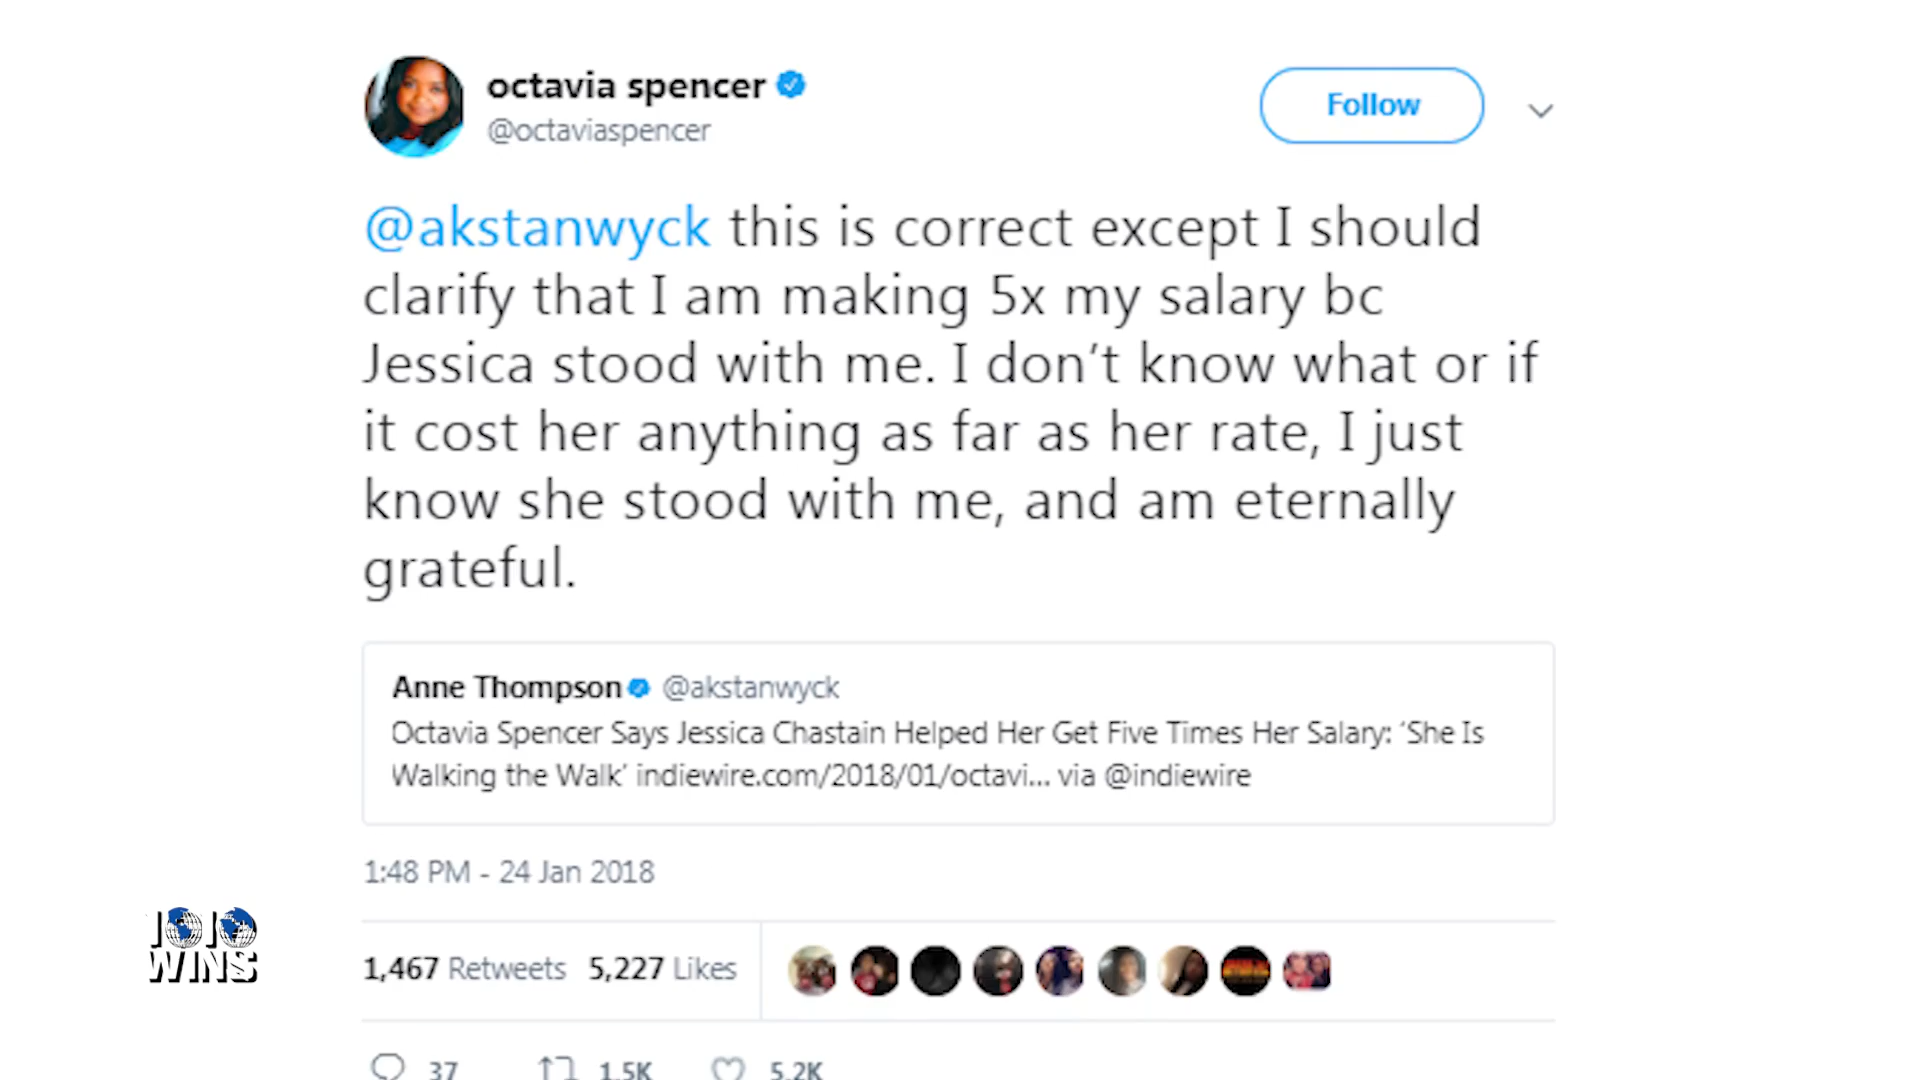 octavia spencer
@octaviaspencer
Follow
@akstanwyck this is correct except I should
clarify that I am making 5x my salary bc
Jessica stood with me. I don’t know what or if
it cost her anything as far as her rate, I just
know she stood with me, and am eternally
grateful.
Anne Thompson @akstanwyck
Octavia Spencer Says Jessica Chastain Helped Her Get Five Times Her Salary: ‘She Is
Walking the Walk’ indiewire.com/2018/01/octavi... via @indiewire
1:48 PM - 24 Jan 2018
1,467 Retweets 5,227 Likes
1010
WINS
37 1.5K 5.2K